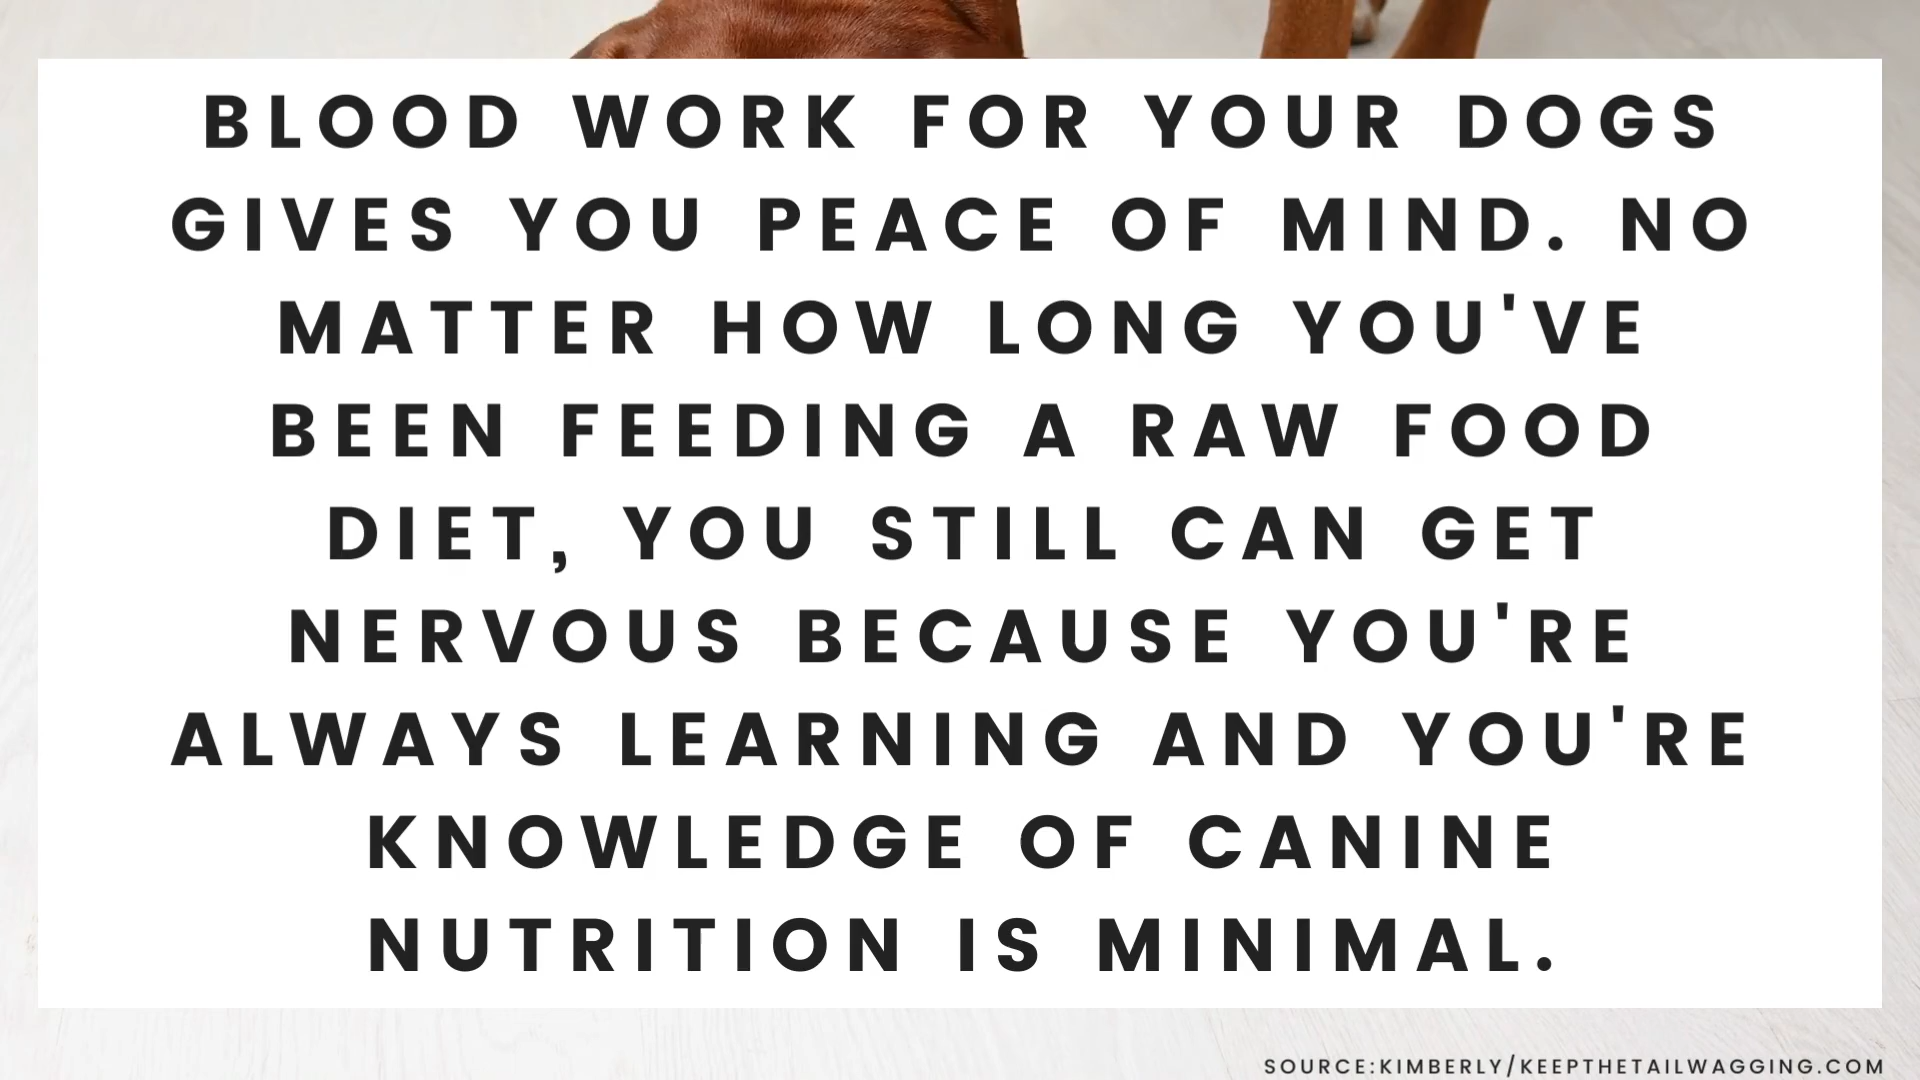 BLOOD WORK FOR YOUR DOGS
GIVES YOU PEACE OF MIND. NO
MATTER HOW LONG YOU'VE
BEEN FEEDING A RAW FOOD
DIET, YOU STILL CAN GET
NERVOUS BECAUSE YOU'RE
ALWAYS LEARNING AND YOU'RE
KNOWLEDGE OF CANINE
NUTRITION IS MINIMAL.
SOURCE:KIMBERLY/KEEPTHETAILWAGGING.COM